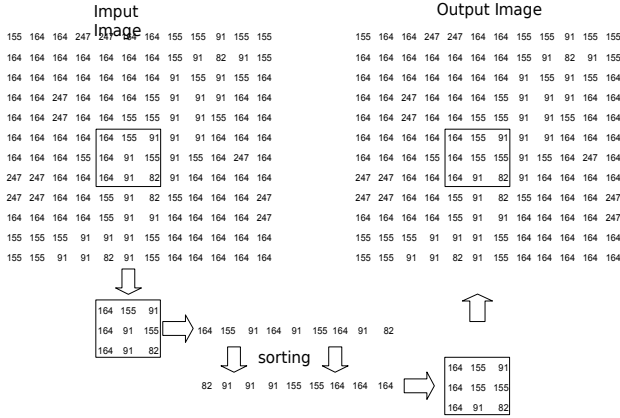 Imput
Image
155 164 164 247 247 164 164 155 155 91 155 155
164 164 164 164 164 164 164 155 91 82 91 155
164 164 164 164 164 164 164 91 155 91 155 164
164 164 247 164 164 164 155 91 91 91 164 164
164 164 247 164 164 155 155 91 91 155 164 164
164 164 164 164 164 155 91 91 91 164 164 164
164 164 164 155 164 91 155 91 155 164 247 164
247 247 164 164 164 91 82 91 164 164 164 164
247 247 164 164 155 91 82 155 164 164 164 247
164 164 164 164 155 91 91 164 164 164 164 247
155 155 155 91 91 91 155 164 164 164 164 164
155 155 91 91 82 91 155 164 164 164 164 164
Output Image
155 164 164 247 247 164 164 155 155 91 155 155
164 164 164 164 164 164 164 155 91 82 91 155
164 164 164 164 164 164 164 91 155 91 155 164
164 164 247 164 164 164 155 91 91 91 164 164
164 164 247 164 164 155 155 91 91 155 164 164
164 164 164 164 164 155 91 91 91 164 164 164
164 164 164 155 164 155 155 91 155 164 247 164
247 247 164 164 164 91 82 91 164 164 164 164
247 247 164 164 155 91 82 155 164 164 164 247
164 164 164 164 155 91 91 164 164 164 164 247
155 155 155 91 91 91 155 164 164 164 164 164
155 155 91 91 82 91 155 164 164 164 164 164
164 155 91
164 91 155
164 91 82
164 155 91 164 91 155 164 91 82
sorting
82 91 91 91 155 155 164 164 164
164 155 91
164 155 155
164 91 82